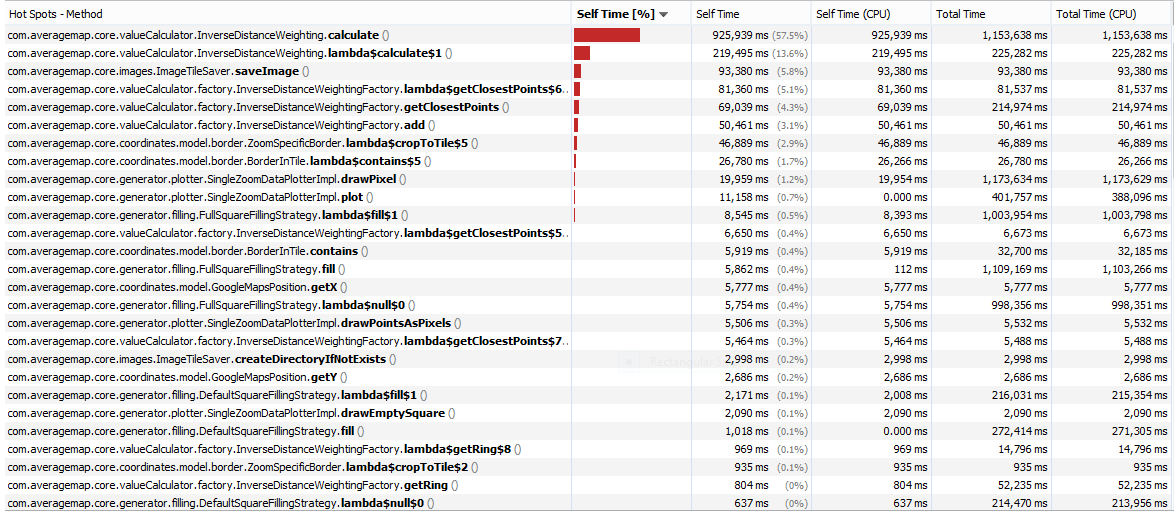 Hot Spots - Method Self Time [%] Self Time Self Time (CPU) Total Time Total Time (CPU)
com.averagemap.core.valueCalculator.InverseDistanceWeighting.calculate () 925,939 ms (57.5%) 925,939 ms 1,153,638 ms 1,153,638 ms
com.averagemap.core.valueCalculator.InverseDistanceWeighting.lambda$calculate$1 () 219,495 ms (13.6%) 219,495 ms 225,282 ms 225,282 ms
com.averagemap.core.images.ImageTileSaver.saveImage () 93,380 ms (5.8%) 93,380 ms 93,380 ms 93,380 ms
com.averagemap.core.valueCalculator.factory.InverseDistanceWeightingFactory.lambda$getClosestPoints$6... 81,360 ms (5.1%) 81,360 ms 81,537 ms 81,537 ms
com.averagemap.core.valueCalculator.factory.InverseDistanceWeightingFactory.getClosestPoints () 69,039 ms (4.3%) 69,039 ms 214,974 ms 214,974 ms
com.averagemap.core.valueCalculator.factory.InverseDistanceWeightingFactory.add () 50,461 ms (3.1%) 50,461 ms 50,461 ms 50,461 ms
com.averagemap.core.coordinates.model.border.ZoomSpecificBorder.lambda$cropToTile$5 () 46,889 ms (2.9%) 46,889 ms 46,889 ms 46,889 ms
com.averagemap.core.coordinates.model.border.BorderInTile.lambda$contains$5 () 26,780 ms (1.7%) 26,266 ms 26,780 ms 26,266 ms
com.averagemap.core.generator.plotter.SingleZoomDataPlotterImpl.drawPixel () 19,959 ms (1.2%) 19,954 ms 1,173,634 ms 1,173,629 ms
com.averagemap.core.generator.plotter.SingleZoomDataPlotterImpl.plot () 11,158 ms (0.7%) 0.000 ms 401,757 ms 388,096 ms
com.averagemap.core.generator.filling.FullSquareFillingStrategy.lambda$fill$1 () 8,545 ms (0.5%) 8,393 ms 1,003,954 ms 1,003,798 ms
com.averagemap.core.valueCalculator.factory.InverseDistanceWeightingFactory.lambda$getClosestPoints$5... 6,650 ms (0.4%) 6,650 ms 6,673 ms 6,673 ms
com.averagemap.core.coordinates.model.border.BorderInTile.contains () 5,919 ms (0.4%) 5,919 ms 32,700 ms 32,185 ms
com.averagemap.core.generator.filling.FullSquareFillingStrategy.fill () 5,862 ms (0.4%) 112 ms 1,109,169 ms 1,103,266 ms
com.averagemap.core.coordinates.model.GoogleMapsPosition.getX () 5,777 ms (0.4%) 5,777 ms 5,777 ms 5,777 ms
com.averagemap.core.generator.filling.FullSquareFillingStrategy.lambda$null$0 () 5,754 ms (0.4%) 5,754 ms 998,356 ms 998,351 ms
com.averagemap.core.generator.plotter.SingleZoomDataPlotterImpl.drawPointsAsPixels () 5,506 ms (0.3%) 5,506 ms 5,532 ms 5,532 ms
com.averagemap.core.valueCalculator.factory.InverseDistanceWeightingFactory.lambda$getClosestPoints$7... 5,464 ms (0.3%) 5,464 ms 5,488 ms 5,488 ms
com.averagemap.core.images.ImageTileSaver.createDirectoryIfNotExists () 2,998 ms (0.2%) 2,998 ms 2,998 ms 2,998 ms
com.averagemap.core.coordinates.model.GoogleMapsPosition.getY () 2,686 ms (0.2%) 2,686 ms 2,686 ms 2,686 ms
com.averagemap.core.generator.filling.DefaultSquareFillingStrategy.lambda$fill$1 () 2,171 ms (0.1%) 2,008 ms 216,031 ms 215,354 ms
com.averagemap.core.generator.plotter.SingleZoomDataPlotterImpl.drawEmptySquare () 2,090 ms (0.1%) 2,090 ms 2,090 ms 2,090 ms
com.averagemap.core.generator.filling.DefaultSquareFillingStrategy.fill () 1,018 ms (0.1%) 0.000 ms 272,414 ms 271,305 ms
com.averagemap.core.valueCalculator.factory.InverseDistanceWeightingFactory.lambda$getRing$8 () 969 ms (0.1%) 969 ms 14,796 ms 14,796 ms
com.averagemap.core.coordinates.model.border.ZoomSpecificBorder.lambda$cropToTile$2 () 935 ms (0.1%) 935 ms 935 ms 935 ms
com.averagemap.core.valueCalculator.factory.InverseDistanceWeightingFactory.getRing () 804 ms (0%) 804 ms 52,235 ms 52,235 ms
com.averagemap.core.generator.filling.DefaultSquareFillingStrategy.lambda$null$0 () 637 ms (0%) 637 ms 214,470 ms 213,956 ms